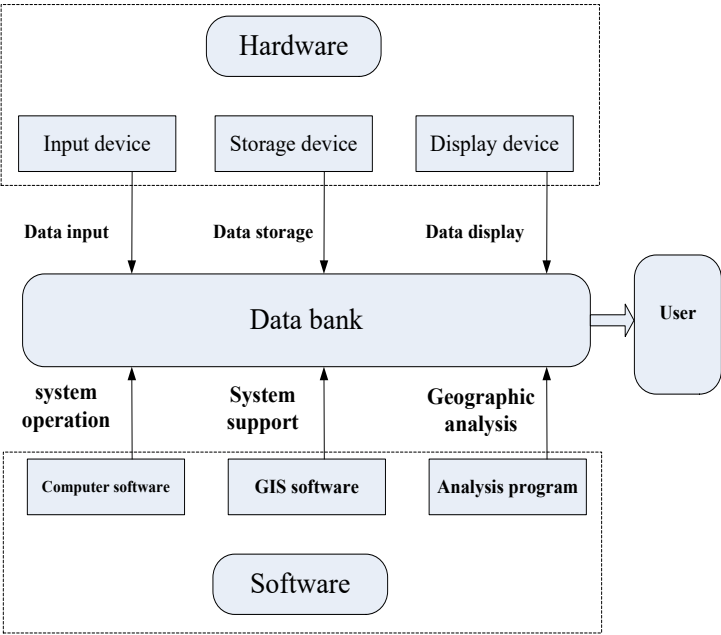 Hardware
Input device
Storage device
Display device
Data input
Data storage
Data display
Data bank
User
system
operation
System
support
Geographic
analysis
Computer software
GIS software
Analysis program
Software